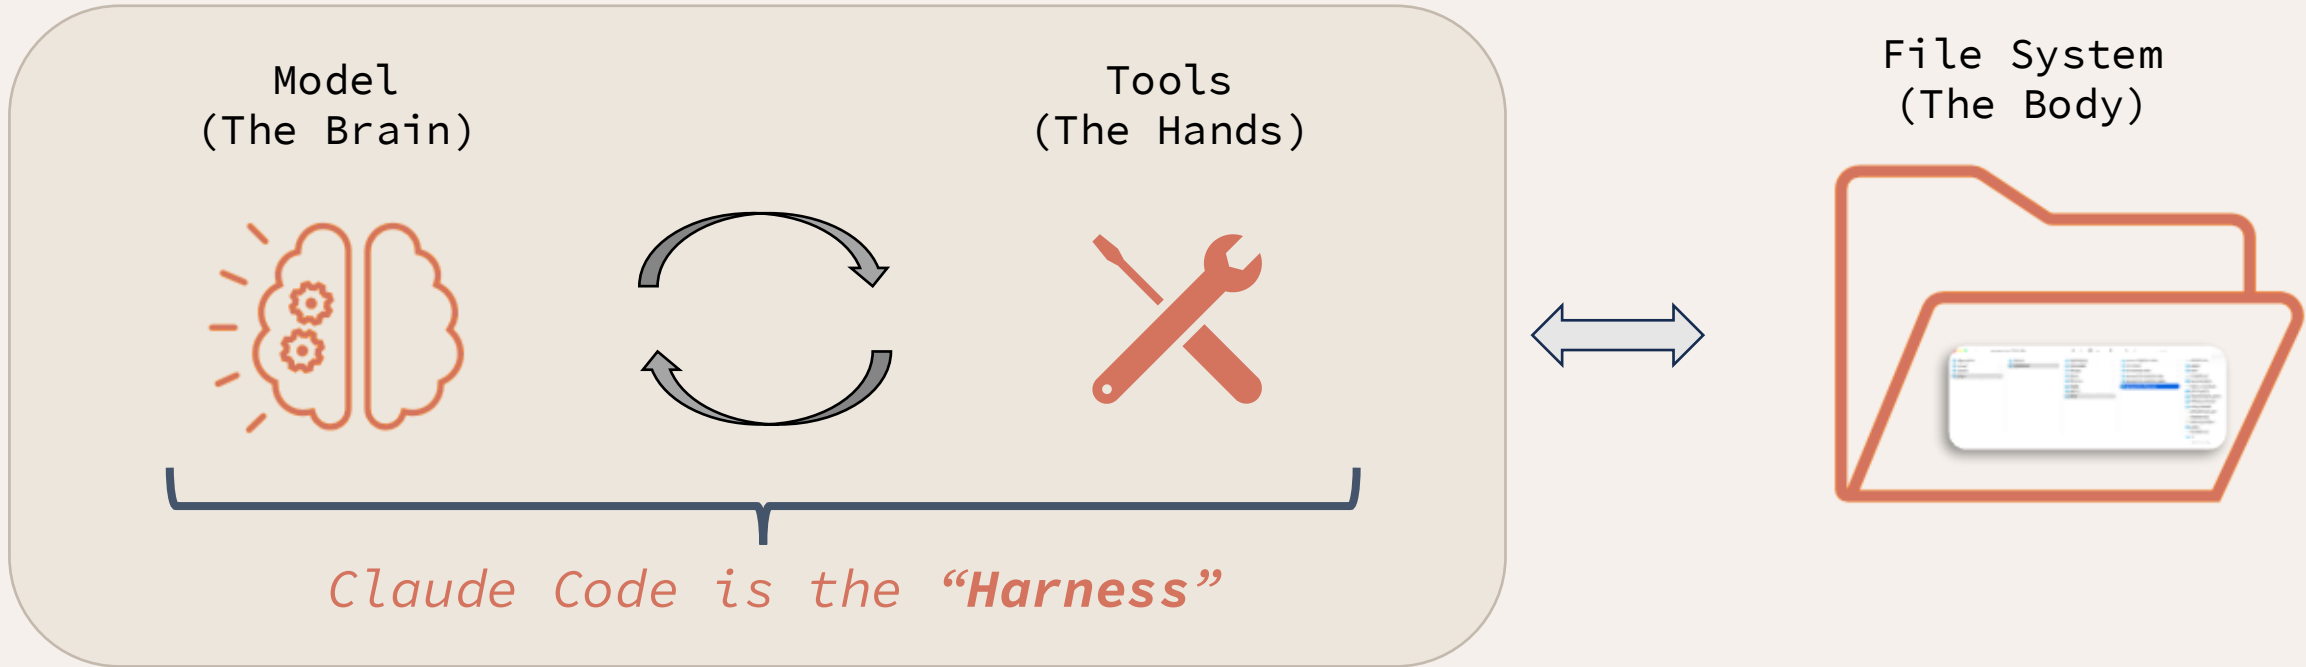 Model
(The Brain)
Tools
(The Hands)
File System
(The Body)
Claude Code is the “Harness”